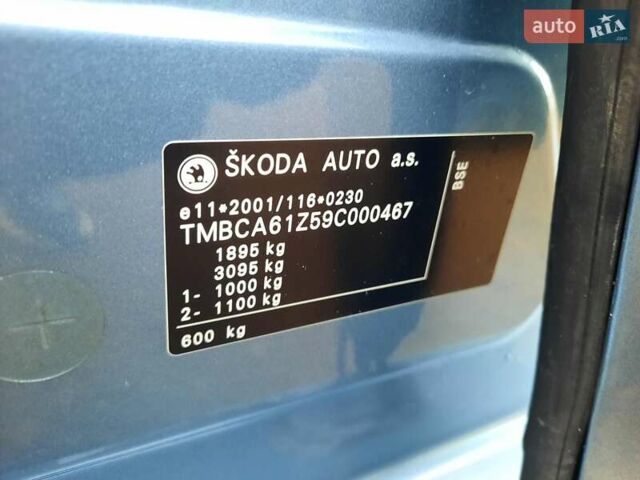 auto RIA
.com
ŠKODA AUTO a.s.
BSE
e11*2001/116*0230
TMBCA61Z59C000467
1895 kg
3095 kg
1- 1000 kg
2- 1100 kg
600 kg